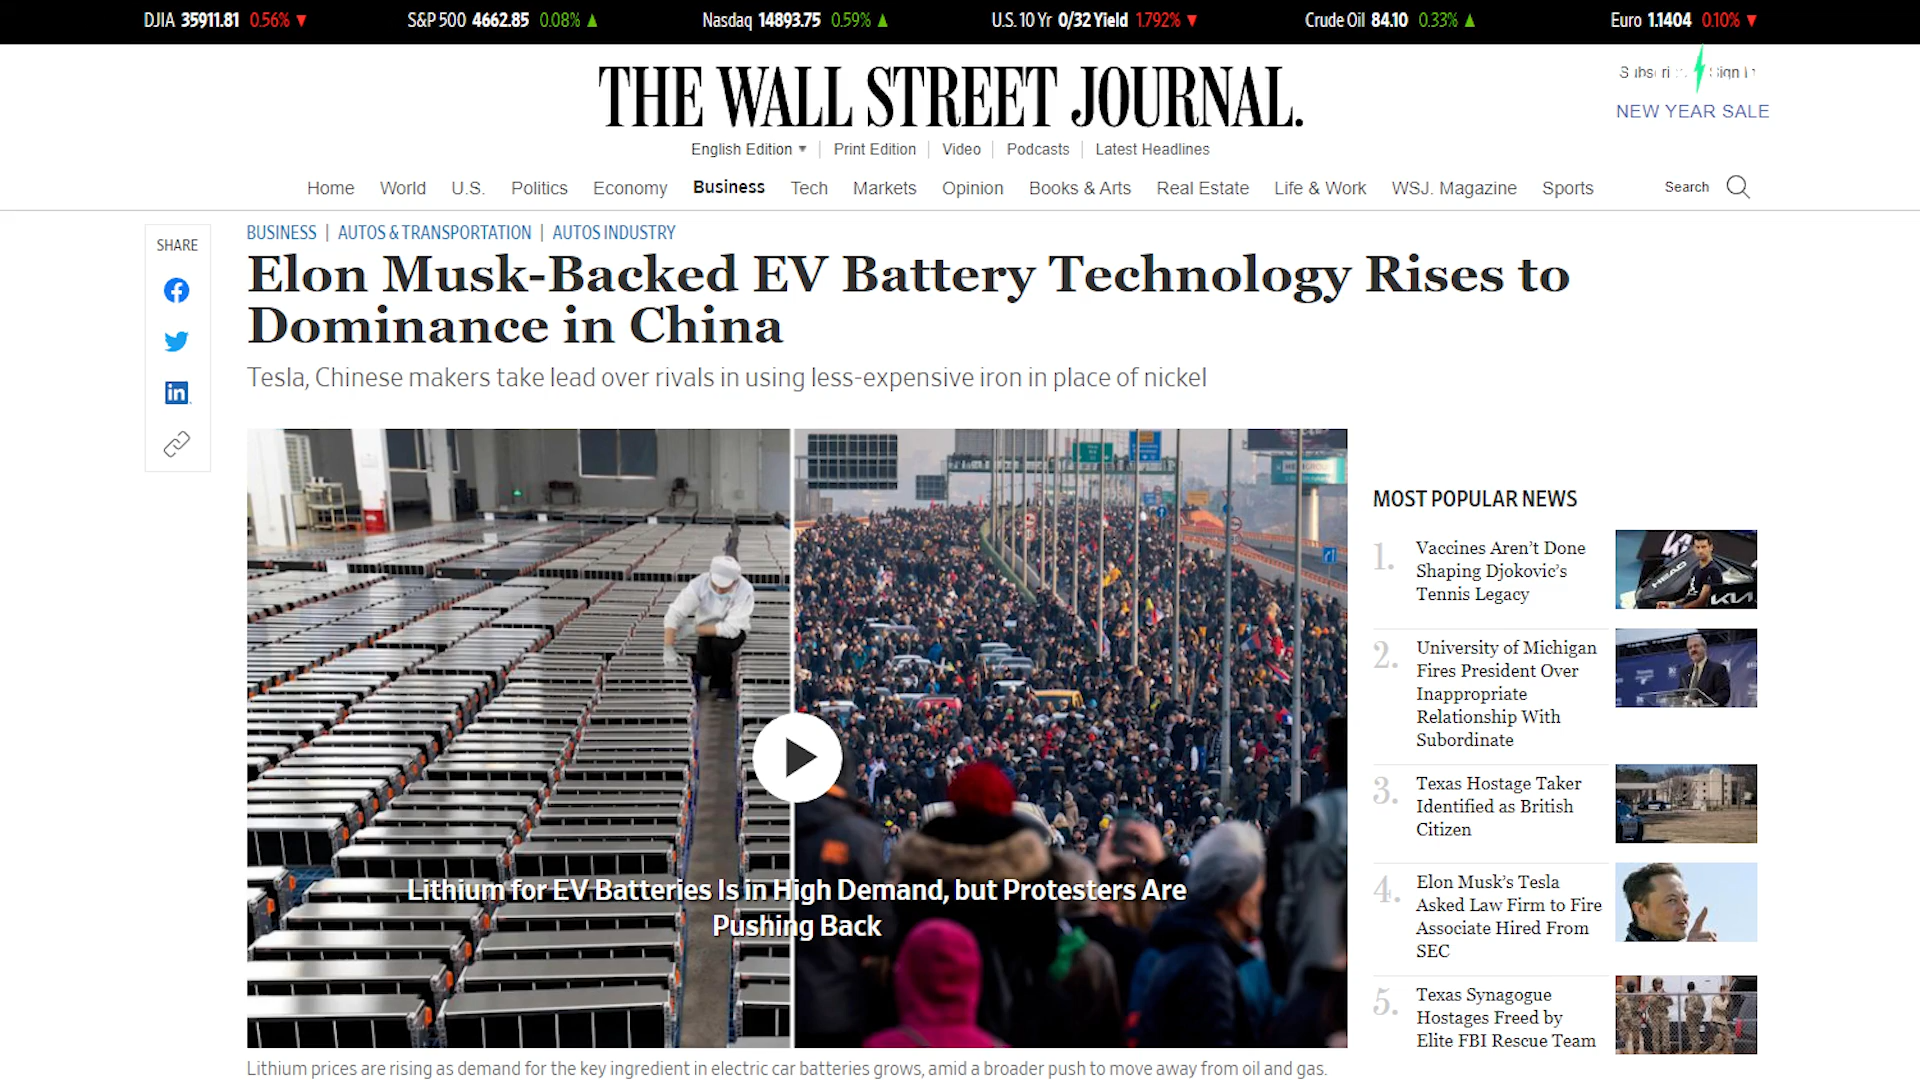 DJIA 35911.81 0.56% ▼ S&P 500 4662.85 0.08% ▲ Nasdaq 14893.75 0.59% ▲ U.S. 10 Yr 0/32 Yield 1.792% ▼ Crude Oil 84.10 0.33% ▲ Euro 1.1404 0.10% ▼
THE WALL STREET JOURNAL.
NEW YEAR SALE
English Edition ▼ | Print Edition | Video | Podcasts | Latest Headlines
Home World U.S. Politics Economy Business Tech Markets Opinion Books & Arts Real Estate Life & Work WSJ. Magazine Sports Search
SHARE
BUSINESS | AUTOS & TRANSPORTATION | AUTOS INDUSTRY
Elon Musk-Backed EV Battery Technology Rises to
Dominance in China
Tesla, Chinese makers take lead over rivals in using less-expensive iron in place of nickel
Lithium for EV Batteries Is in High Demand, but Protesters Are
Pushing Back
Lithium prices are rising as demand for the key ingredient in electric car batteries grows, amid a broader push to move away from oil and gas.
MOST POPULAR NEWS
1. Vaccines Aren't Done
Shaping Djokovic's
Tennis Legacy
HEAD
2. University of Michigan
Fires President Over
Inappropriate
Relationship With
Subordinate
3. Texas Hostage Taker
Identified as British
Citizen
4. Elon Musk's Tesla
Asked Law Firm to Fire
Associate Hired From
SEC
5. Texas Synagogue
Hostages Freed by
Elite FBI Rescue Team